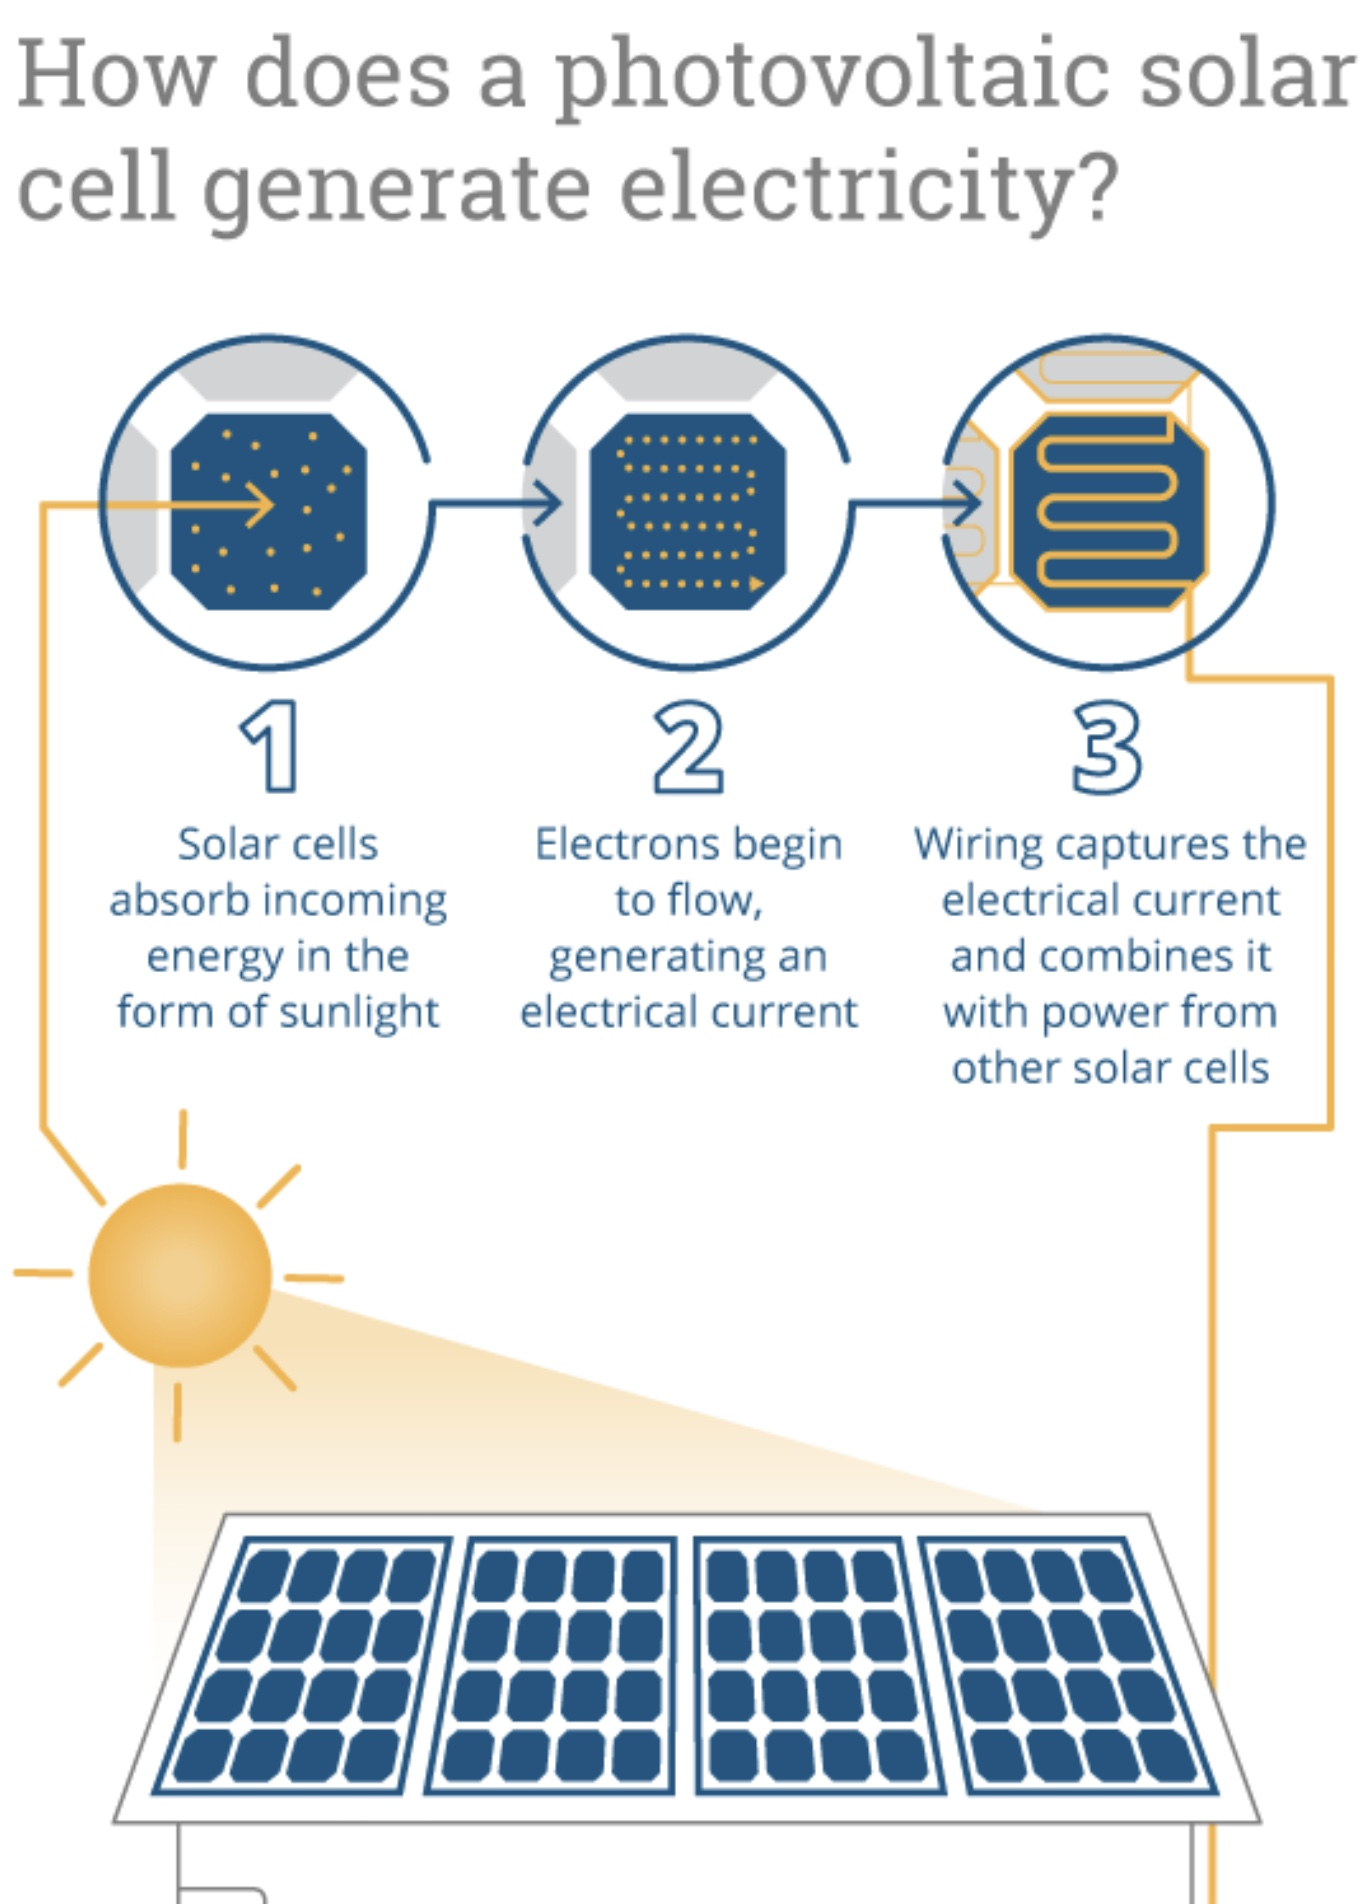 How does a photovoltaic solar
cell generate electricity?
1
Solar cells
absorb incoming
energy in the
form of sunlight
2
Electrons begin
to flow,
generating an
electrical current
3
Wiring captures the
electrical current
and combines it
with power from
other solar cells